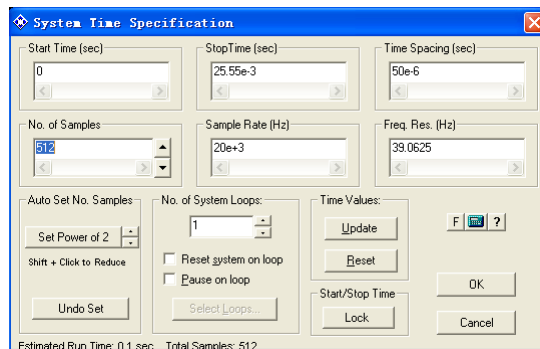 System Time Specification
Start Time (sec)
StopTime (sec)
Time Spacing (sec)
0
25.55e-3
50e-6
No. of Samples
Sample Rate (Hz)
Freq. Res. (Hz)
512
20e+3
39.0625
Auto Set No. Samples
No. of System Loops:
Time Values:
Set Power of 2
1
Update
F
?
Shift + Click to Reduce
Reset system on loop
Pause on loop
Reset
Undo Set
Select Loops...
Start/Stop Time
Lock
OK
Cancel
Estimated Run Time: 0.1 sec Total Samples: 512